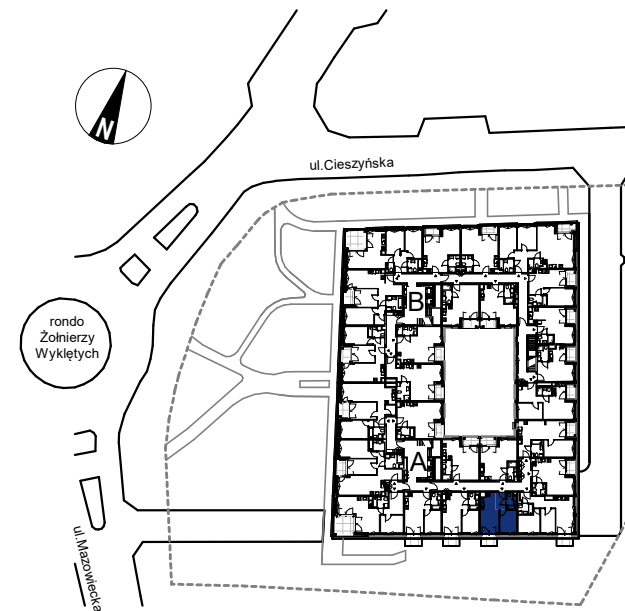 N
ul.Cieszyńska
B
rondo
Żołnierzy
Wyklętych
A
ul.Mazowiecka